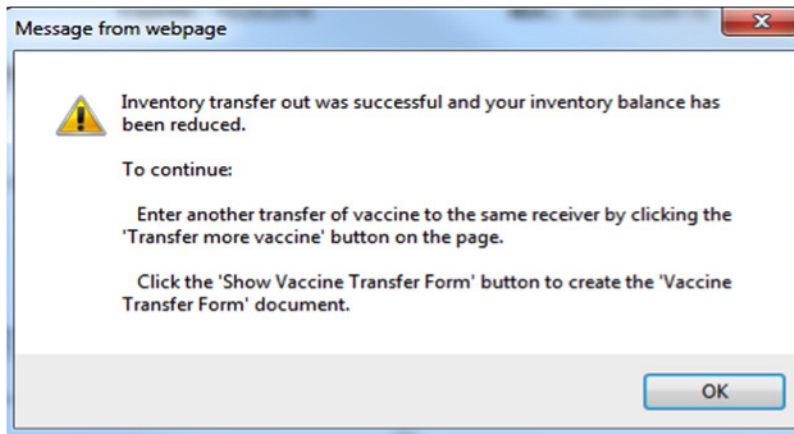 Message from webpage
Inventory transfer out was successful and your inventory balance has
been reduced.
To continue:
Enter another transfer of vaccine to the same receiver by clicking the
'Transfer more vaccine' button on the page.
Click the 'Show Vaccine Transfer Form' button to create the 'Vaccine
Transfer Form' document.
OK